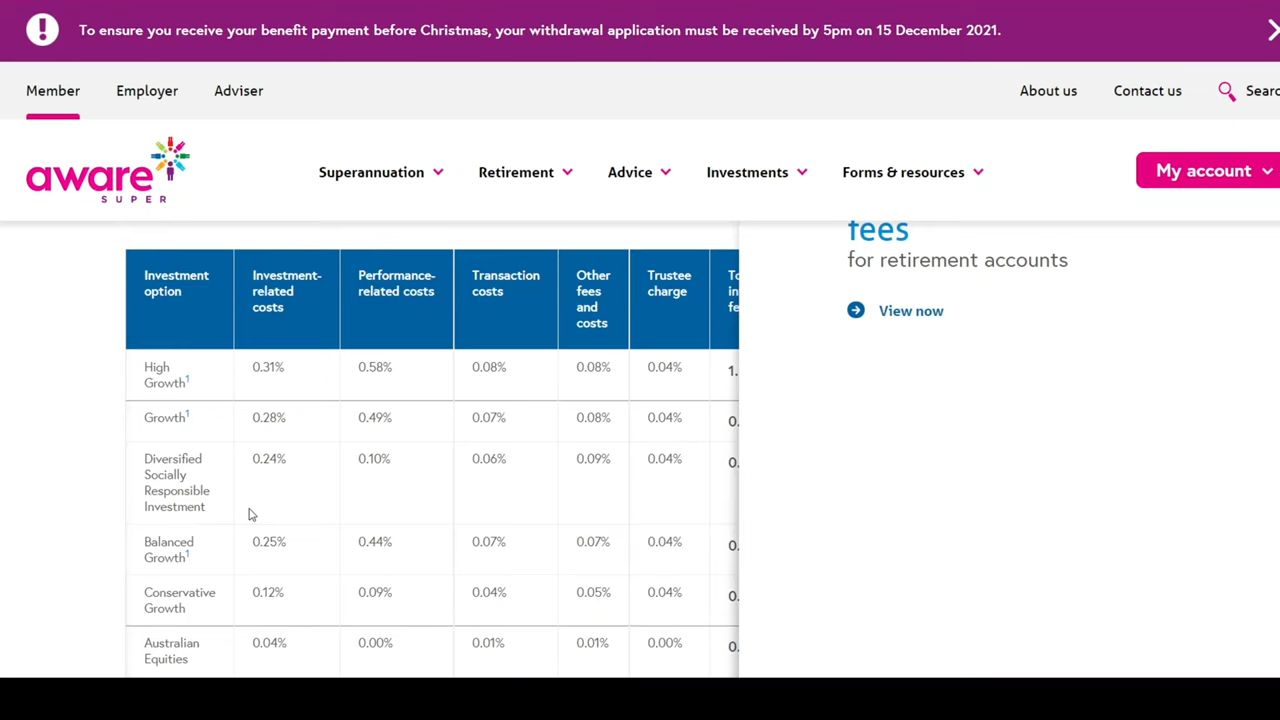 !
To ensure you receive your benefit payment before Christmas, your withdrawal application must be received by 5pm on 15 December 2021.
Member Employer Adviser About us Contact us
aware
SUPER
Superannuation Retirement Advice Investments Forms & resources My account
fees
for retirement accounts
View now
Investment option Investment-related costs Performance-related costs Transaction costs Other fees and costs Trustee charge
High Growth1 0.31% 0.58% 0.08% 0.08% 0.04% 1.
Growth1 0.28% 0.49% 0.07% 0.08% 0.04% 0.
Diversified Socially Responsible Investment 0.24% 0.10% 0.06% 0.09% 0.04% 0.
Balanced Growth1 0.25% 0.44% 0.07% 0.07% 0.04% 0.
Conservative Growth 0.12% 0.09% 0.04% 0.05% 0.04% 0.
Australian Equities 0.04% 0.00% 0.01% 0.01% 0.00% 0.